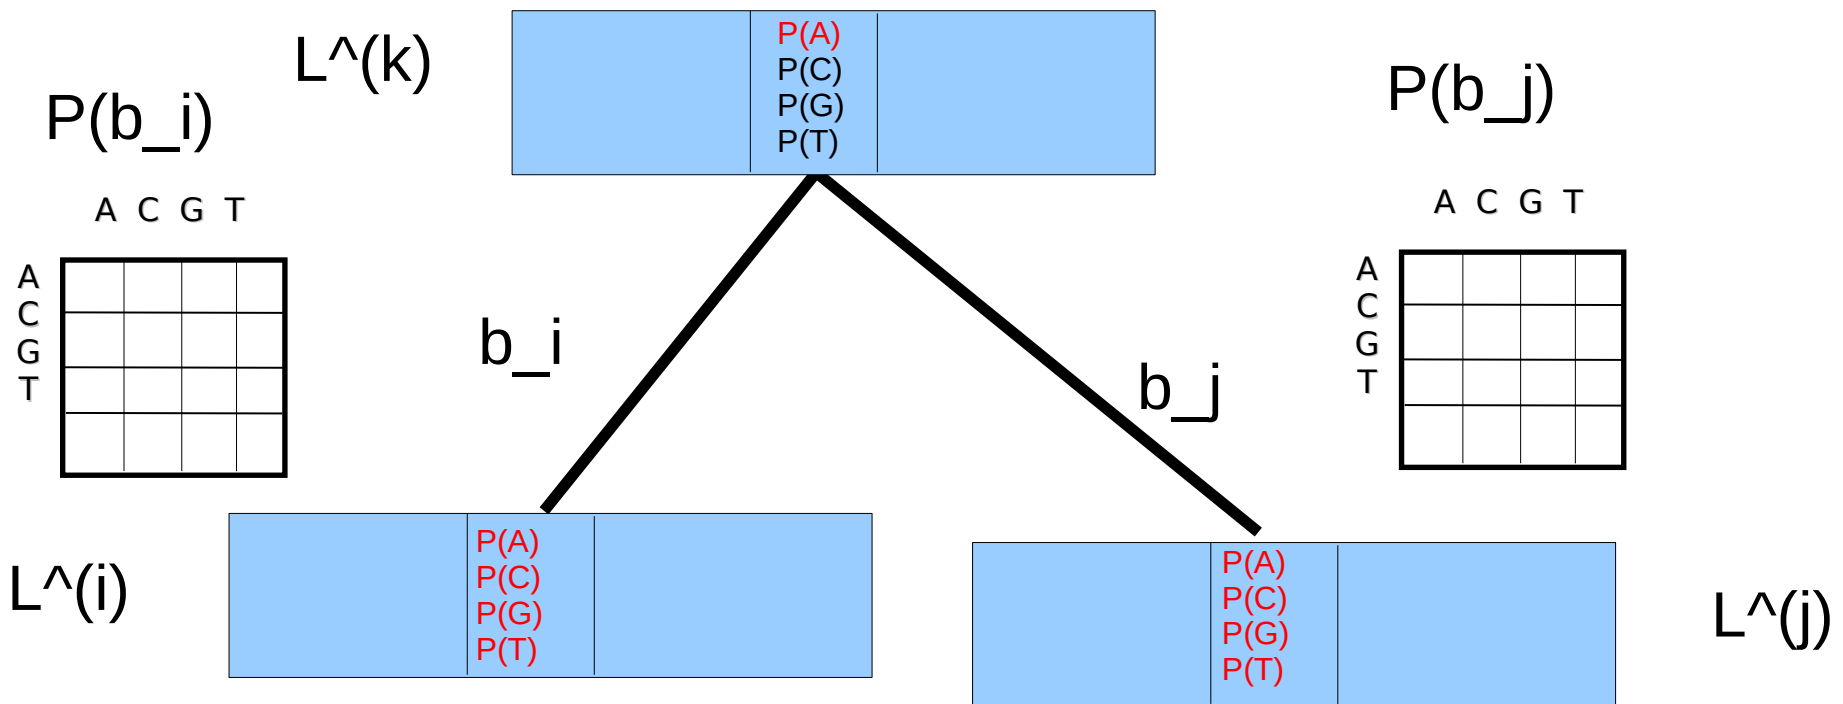 L^(k)
P(A)
P(C)
P(G)
P(T)
P(b_i)
P(b_j)
A C G T
A
C
G
T
A C G T
A
C
G
T
b_i
b_j
L^(i)
P(A)
P(C)
P(G)
P(T)
P(A)
P(C)
P(G)
P(T)
L^(j)